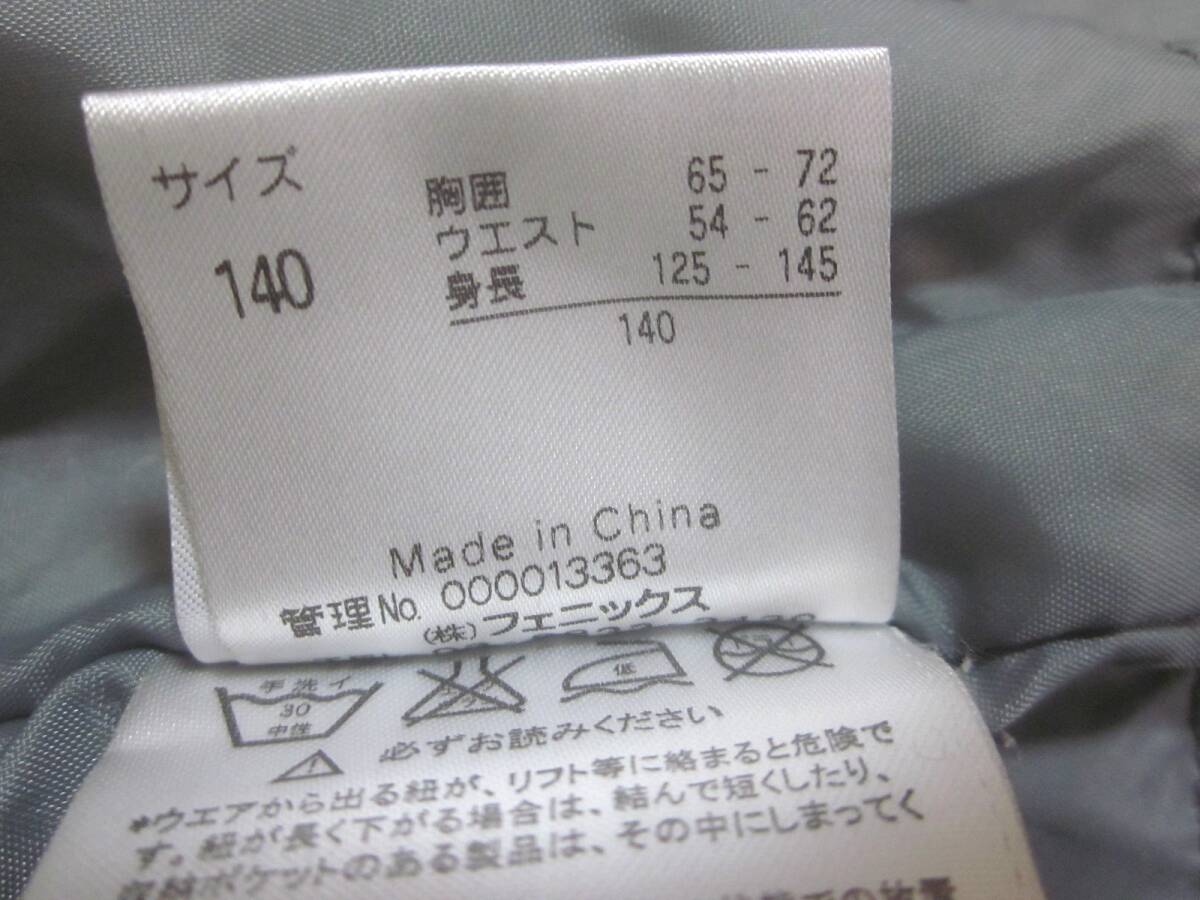 サイズ
140
胸囲 65 - 72
ウエスト 54 - 62
身長 125 - 145
140
Made in China
管理No. 000013363
(株)フェニックス
手洗イ
30
中性
低
必ずお読みください
*ウエアから出る紐が、リフト等に絡まると危険で
す。紐が長く下がる場合は、結んで短くしたり、
収納ポケットのある製品は、その中にしまってく